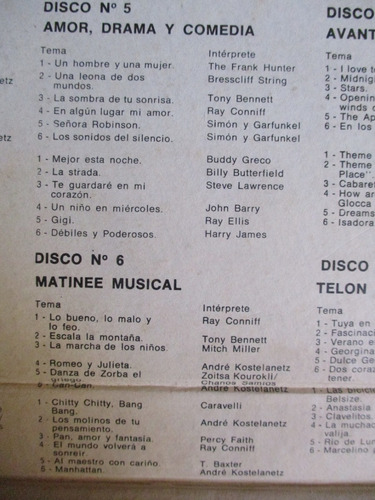 DISCO Nº 5
AMOR, DRAMA Y COMEDIA
Tema Intérprete
1 - Un hombre y una mujer. The Frank Hunter
2 - Una leona de dos Bresscliff String
mundos.
3 - La sombra de tu sonrisa. Tony Bennett
4 - En algún lugar mi amor. Ray Conniff
5 - Señora Robinson. Simón y Garfunkel
6 - Los sonidos del silencio. Simón y Garfunkel
1 - Mejor esta noche. Buddy Greco
2 - La strada. Billy Butterfield
3 - Te guardaré en mi Steve Lawrence
corazón.
4 - Un niño en miércoles. John Barry
5 - Gigi. Ray Ellis
6 - Débiles y Poderosos. Harry James
DISCO Nº 6
MATINEE MUSICAL
Tema Intérprete
1 - Lo bueno, lo malo y Ray Conniff
lo feo.
2 - Escala la montaña. Tony Bennett
3 - La marcha de los niños Mitch Miller
4 - Romeo y Julieta. André Kostelanetz
5 - Danza de Zorba el Zoitsa Kourokli/
griego. Chanos Samios
6 - Can-Can André Kostelanetz
1 - Chitty Chitty, Bang Caravelli
Bang.
2 - Los molinos de tu André Kostelanetz
pensamiento.
3 - Pan, amor y fantasía. Percy Faith
4 - El mundo volverá a Ray Conniff
sonreir.
5 - Al maestro con cariño. T. Baxter
6 - Manhattan. André Kostelanetz
DISCO
AVANT
Tema
1 - I love
2 - Midnig
3 - Stars.
4 - Openin
winds
5 - The Ap
6 - En los
1 - Theme
2 - Theme
Place".
3 - Cabaret
4 - How ar
Glocca
5 - Dreams
6 - Isadora
DISCO
TELON
Tema
1 - Tuya en
2 - Fascinaci
3 - Verano e
4 - Georgina
5 - Dulce Ge
6 - Dos coraz
tener.
1 - Las
Belsize.
2 - Anastasia
3 - Clavelitos.
4 - La muchac
valija.
5 - Río de Lun
6 - Marcelino